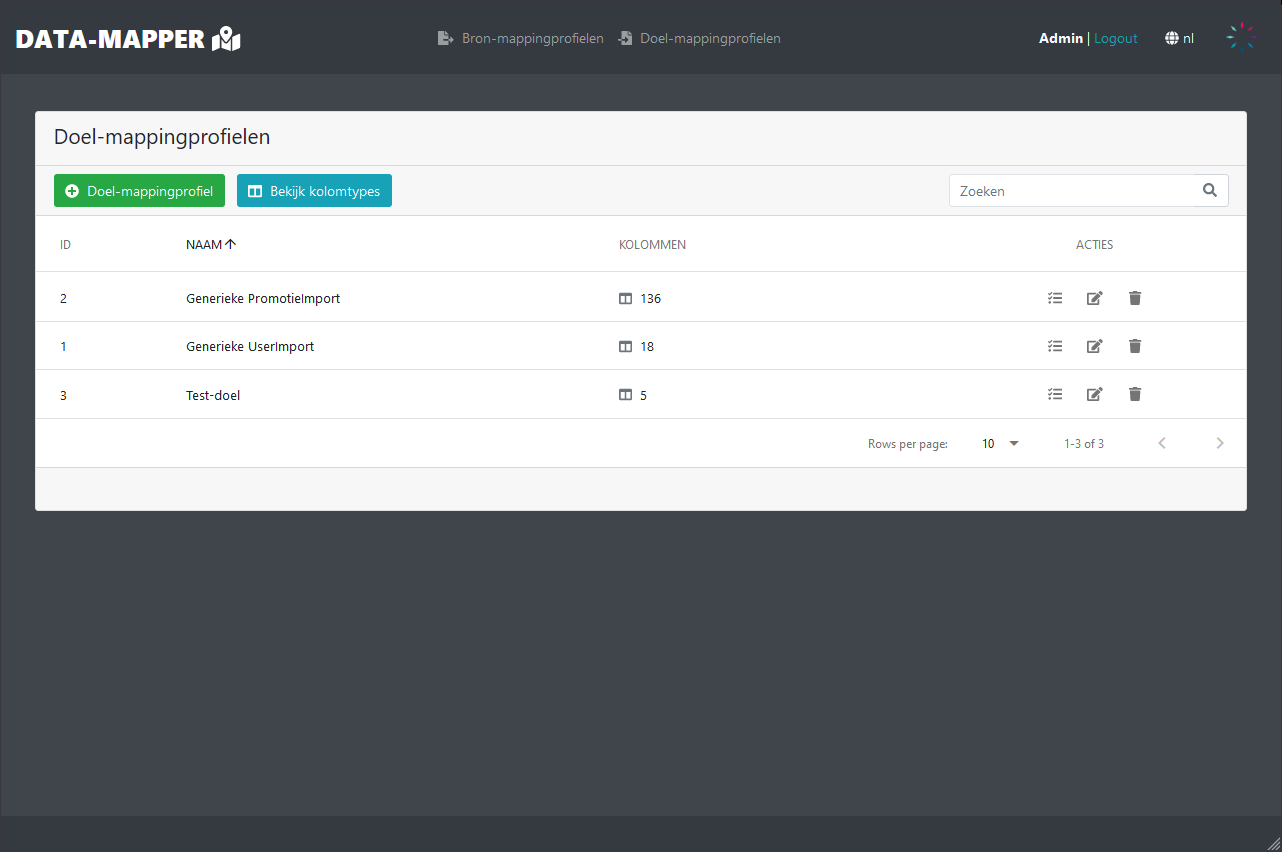 DATA-MAPPER
Bron-mappingprofielen Doel-mappingprofielen
Admin | Logout nl
Doel-mappingprofielen
Doel-mappingprofiel Bekijk kolomtypes Zoeken
ID NAAM KOLOMMEN ACTIES
2 Generieke PromotieImport 136
1 Generieke UserImport 18
3 Test-doel 5
Rows per page: 10 1-3 of 3